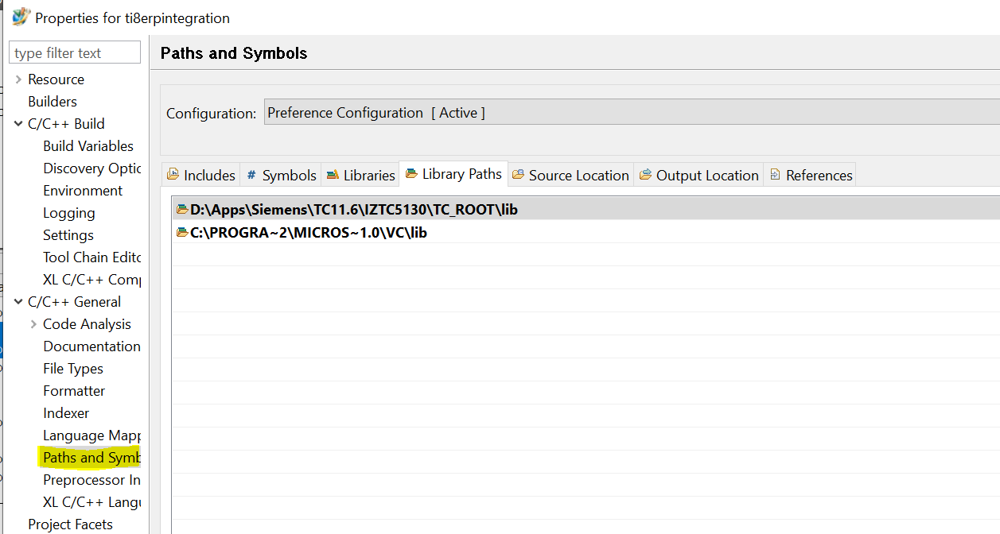 Properties for ti8erpintegration
type filter text
Paths and Symbols
Resource
Builders
C/C++ Build
Build Variables
Discovery Optic
Environment
Logging
Settings
Tool Chain Edito
XL C/C++ Comp
C/C++ General
Code Analysis
Documentation
File Types
Formatter
Indexer
Language Mapp
Paths and Symb
Preprocessor In
XL C/C++ Langu
Project Facets
Configuration: Preference Configuration [ Active ]
Includes # Symbols Libraries Library Paths Source Location Output Location References
D:\Apps\Siemens\TC11.6\IZTC5130\TC_ROOT\lib
C:\PROGRA~2\MICROS~1.0\VC\lib